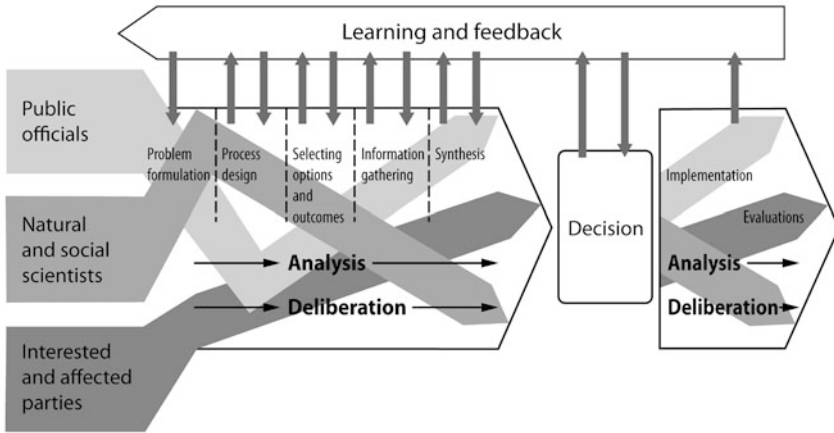 Learning and feedback
Public
officials
Natural
and social
scientists
Interested
and affected
parties
Problem
formulation
Process
design
Selecting
options
and
outcomes
Information
gathering
Synthesis
Analysis
Deliberation
Decision
Implementation
Evaluations
Analysis
Deliberation